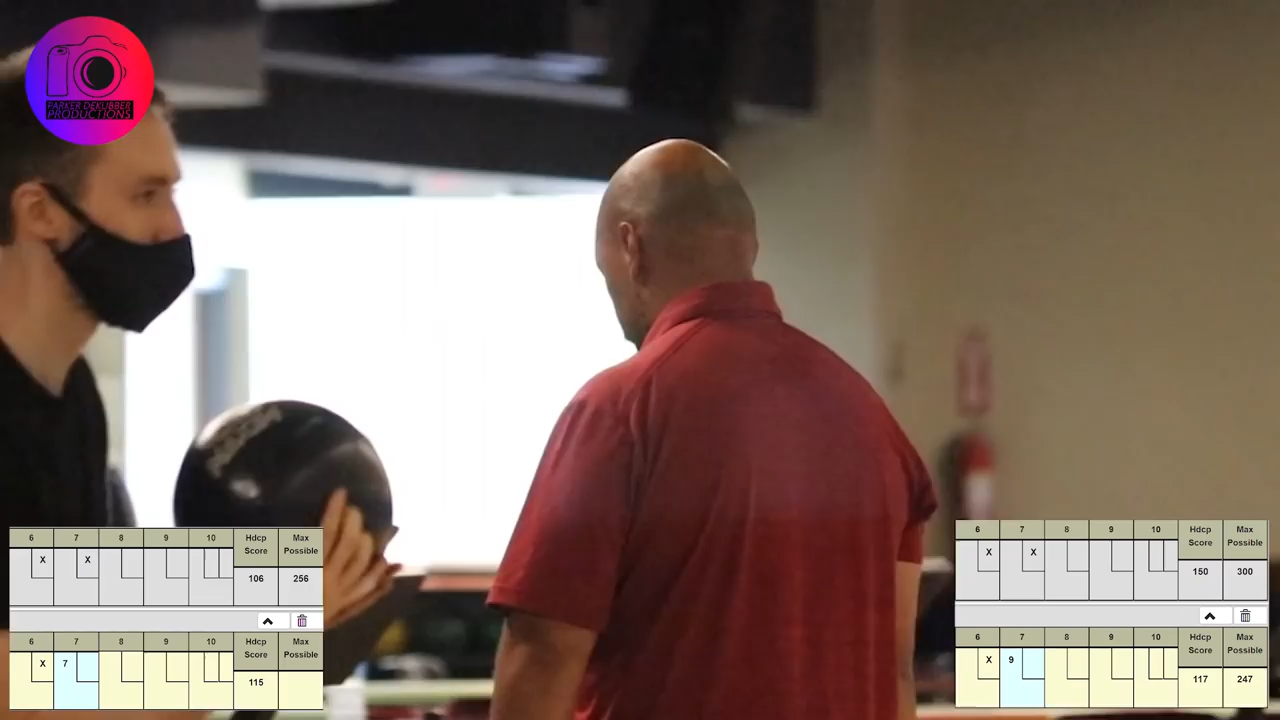 PARKER DEKUBBER
PRODUCTIONS
6 7 8 9 10 Hdcp Score Max Possible
X X 106 256
6 7 8 9 10 Hdcp Score Max Possible
X 7 115
6 7 8 9 10 Hdcp Score Max Possible
X X 150 300
6 7 8 9 10 Hdcp Score Max Possible
X 9 117 247